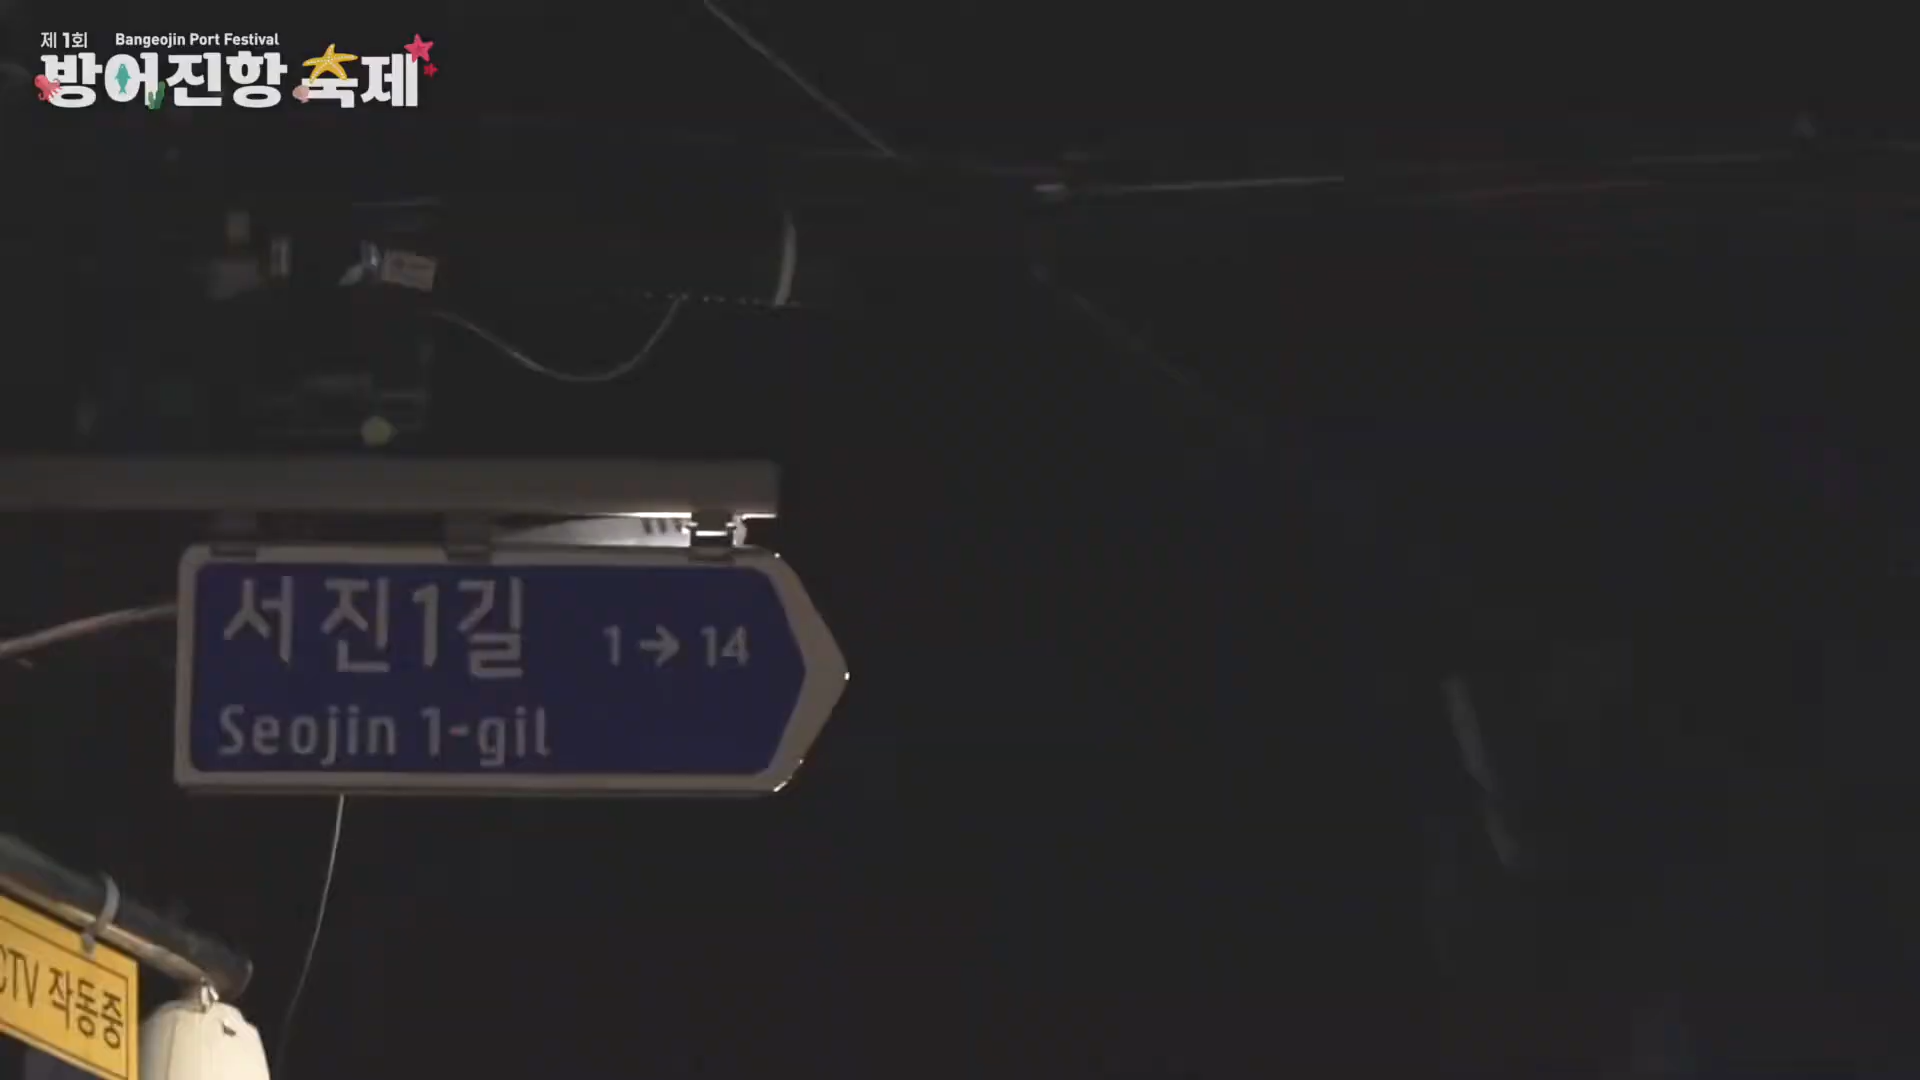 제1회 Bangeojin Port Festival
방어진항 축제
서진1길 1→14
Seojin 1-gil
CTV 작동중